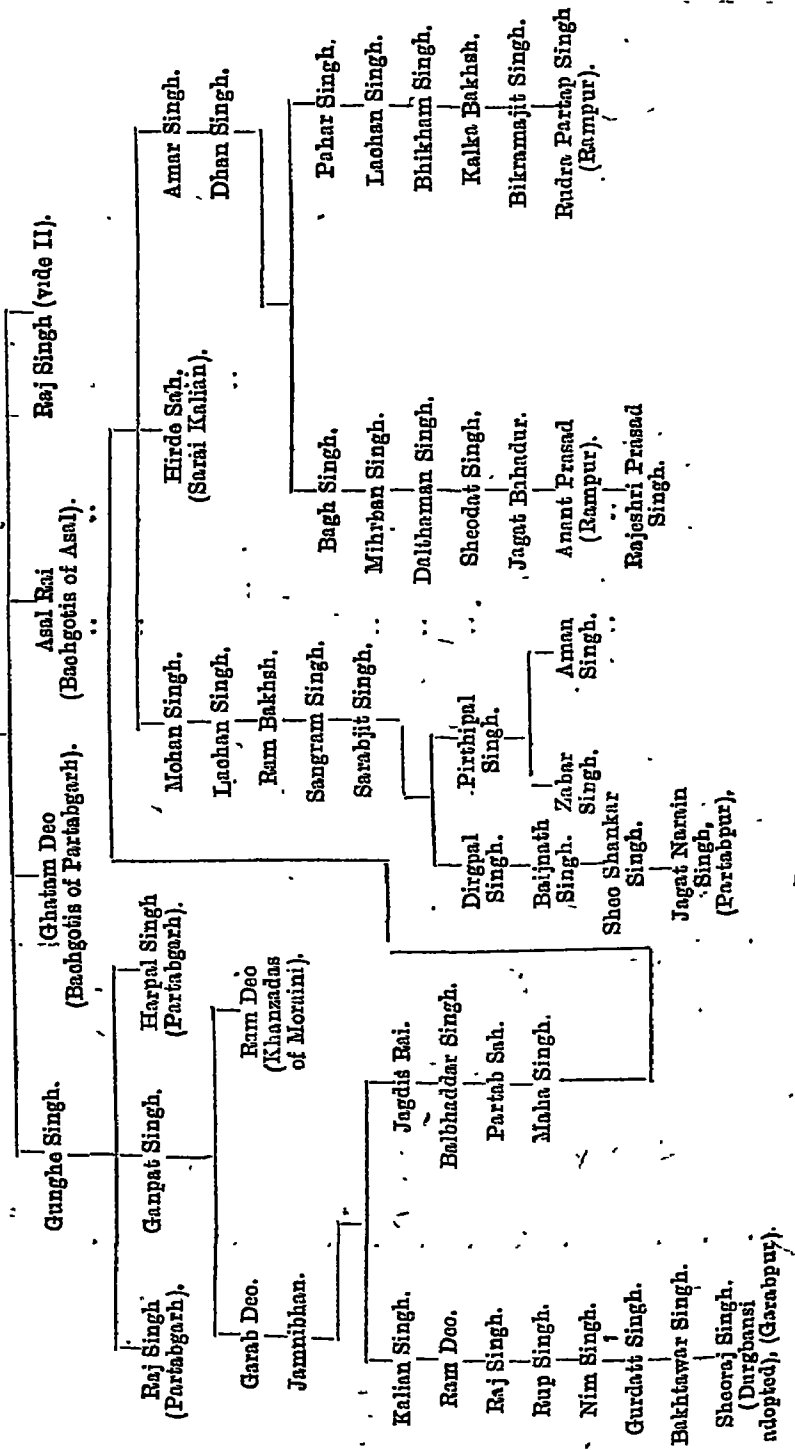 Gunghe Singh.
Ghatam Deo
(Bachgotis of Partabgarh).
Asal Rai
(Bachgotis of Asal).
Raj Singh (vide II).
Raj Singh
(Partabgarh).
Ganpat Singh.
Harpal Singh
(Partabgarh).
Garab Deo.
Ram Deo
(Khanzadas
of Moraini).
Jamnibhan.
Kalian Singh.
Ram Deo.
Raj Singh.
Rup Singh.
Nim Singh.
Gurdatt Singh.
Bakhtawar Singh.
Sheoraj Singh.
(Durgbansi
adopted), (Garabpur).
Jagdis Rai.
Balbhaddar Singh.
Partab Sah.
Maha Singh.
Mohan Singh.
Lachan Singh.
Ram Bakhsh.
Sangram Singh.
Sarabjit Singh.
Dirgpal
Singh.
Baijnath
Singh.
Sheo Shankar
Singh.
Jagat Narain
Singh,
(Partabpur).
Pirthipal
Singh.
Zabar
Singh.
Aman
Singh.
Hirde Sah.
(Sarai Kalian).
Amar Singh.
Dhan Singh.
Bagh Singh.
Mihrban Singh.
Dalthaman Singh.
Sheodat Singh.
Jagat Bahadur.
Anant Prasad
(Rampur).
Rajeshri Prasad
Singh.
Pahar Singh.
Lachan Singh.
Bhikham Singh.
Kalka Bakhsh.
Bikramajit Singh.
Rudra Partap Singh
(Rampur).